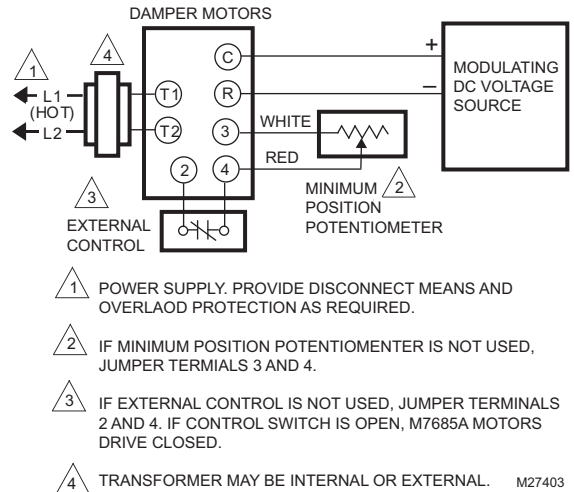 DAMPER MOTORS
1
4
L1
(HOT)
L2
T1
T2
C
R
3
4
2
+
–
MODULATING
DC VOLTAGE
SOURCE
WHITE
RED
MINIMUM
POSITION
POTENTIOMETER
2
3
EXTERNAL
CONTROL
1 POWER SUPPLY. PROVIDE DISCONNECT MEANS AND
OVERLAOD PROTECTION AS REQUIRED.
2 IF MINIMUM POSITION POTENTIOMENTER IS NOT USED,
JUMPER TERMIALS 3 AND 4.
3 IF EXTERNAL CONTROL IS NOT USED, JUMPER TERMINALS
2 AND 4. IF CONTROL SWITCH IS OPEN, M7685A MOTORS
DRIVE CLOSED.
4 TRANSFORMER MAY BE INTERNAL OR EXTERNAL. M27403